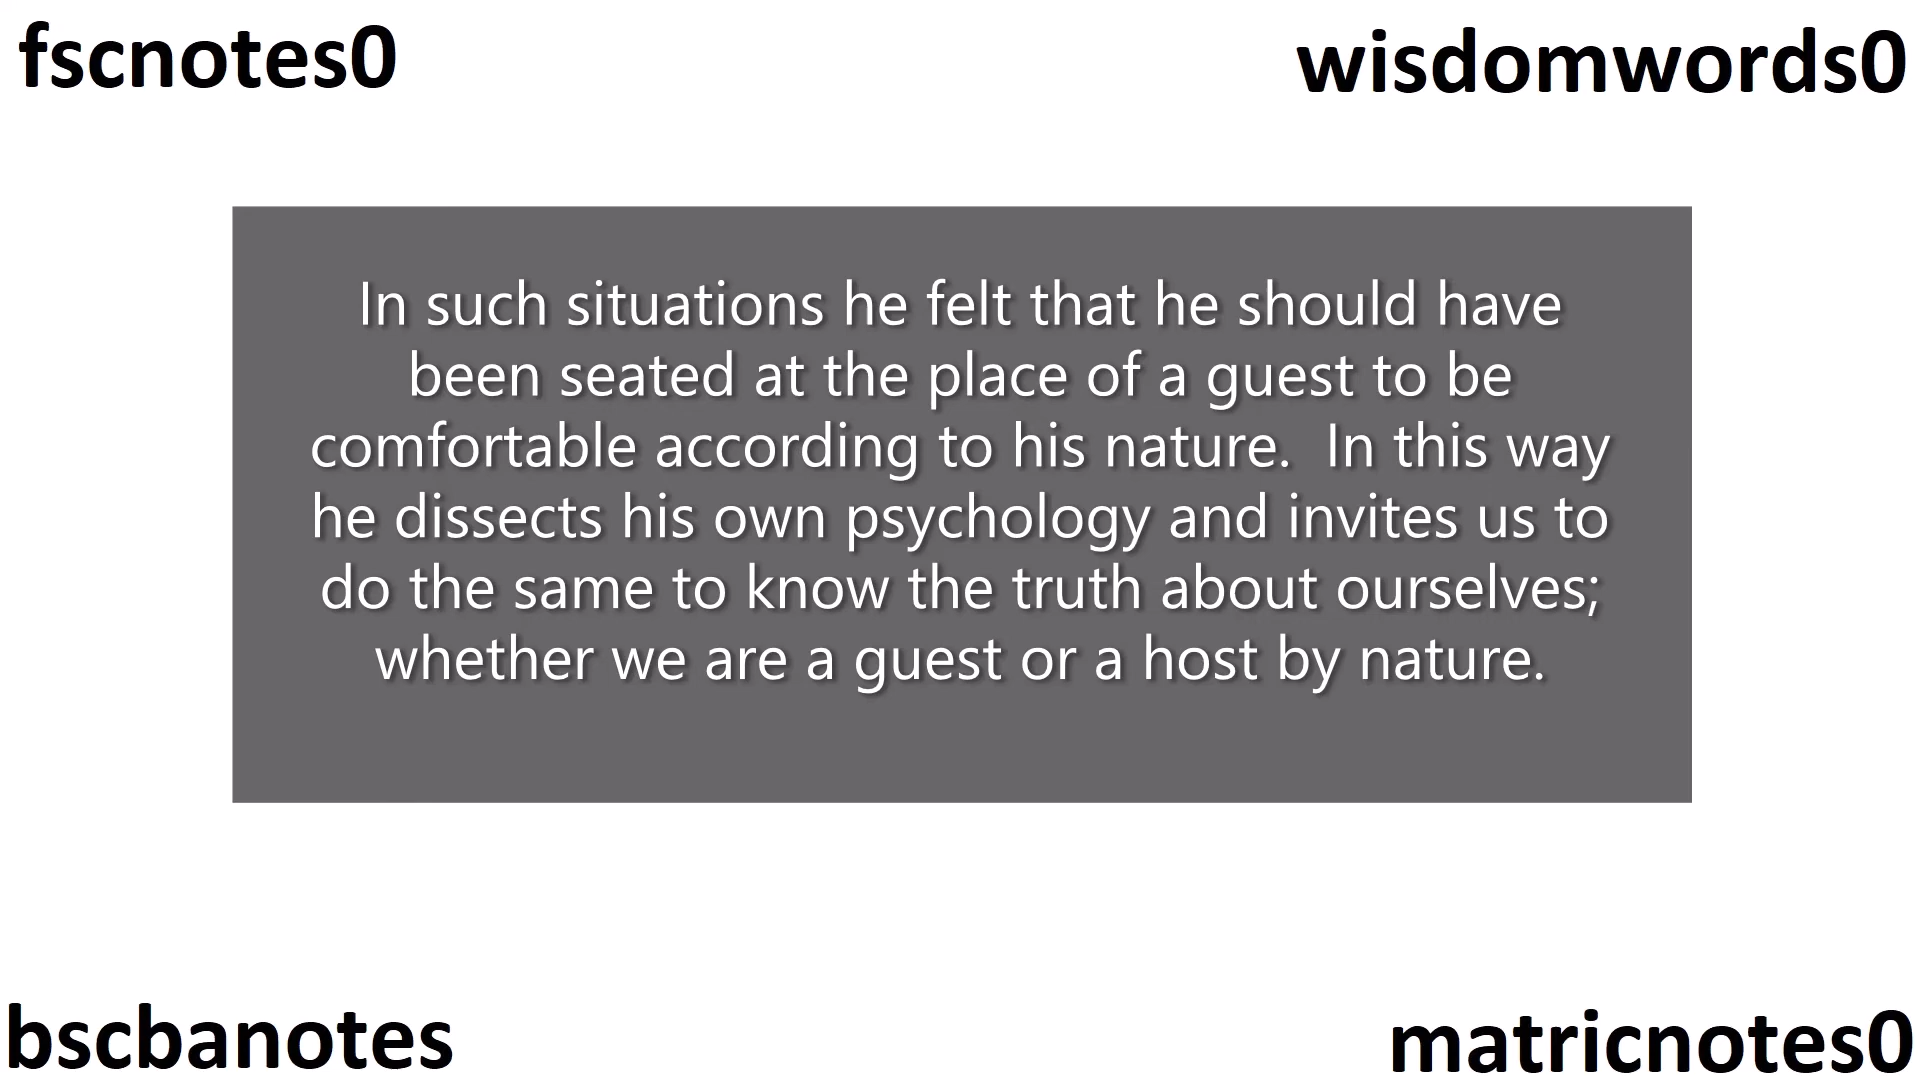 fscnotes0
wisdomwords0
In such situations he felt that he should have
been seated at the place of a guest to be
comfortable according to his nature.  In this way
he dissects his own psychology and invites us to
do the same to know the truth about ourselves;
whether we are a guest or a host by nature.
bscbanotes
matricnotes0